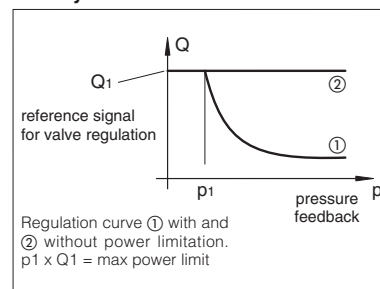 Q
Q1
②
reference signal
for valve regulation
①
p1
p
pressure
feedback
Regulation curve ① with and
② without power limitation.
p1 x Q1 = max power limit